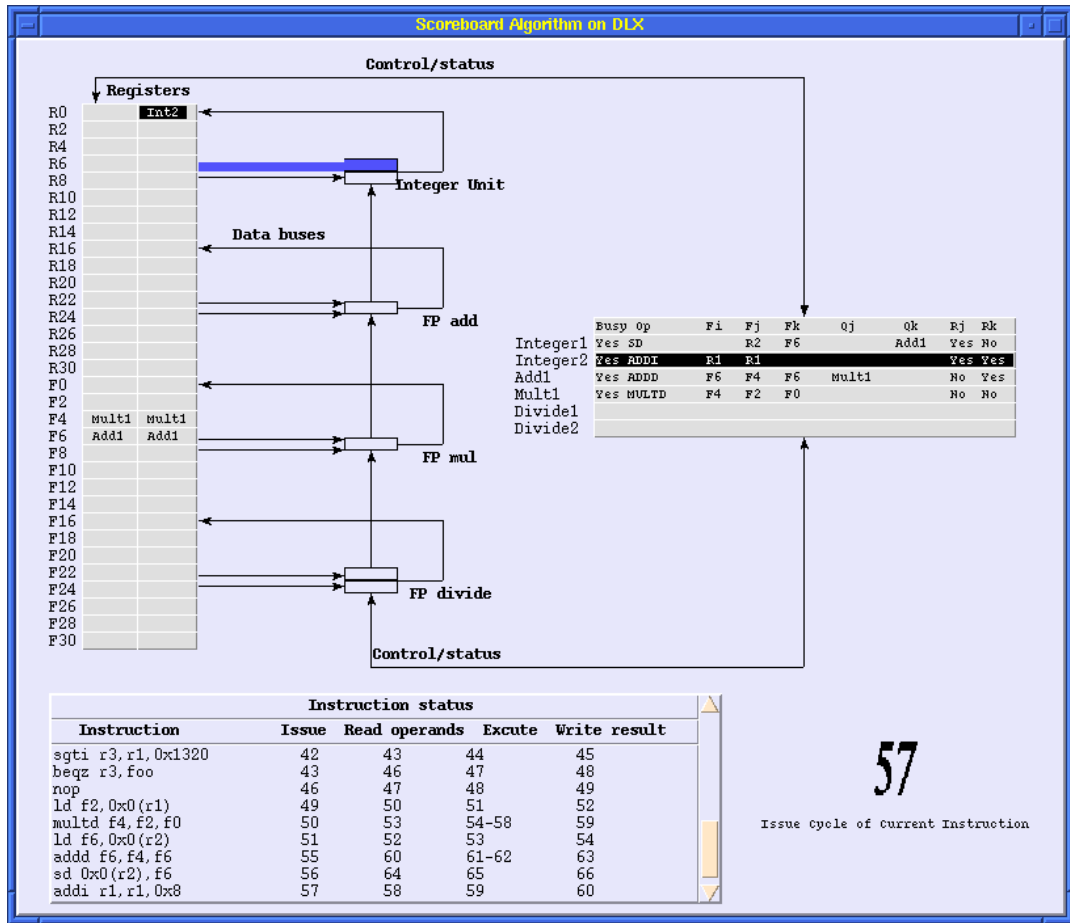 Scoreboard Algorithm on DLX
Control/status
Registers
R0 Int2
R2
R4
R6
R8
Integer Unit
R10
R12
R14
Data buses
R16
R18
R20
R22
R24
FP add
R26
R28
R30
F0
F2
F4 Mult1 Mult1
F6 Add1 Add1
F8
FP mul
F10
F12
F14
F16
F18
F20
F22
F24
FP divide
F26
F28
F30
Control/status
Busy Op Fi Fj Fk Qj Qk Rj Rk
Integer1 Yes SD R2 F6 Add1 Yes No
Integer2 Yes ADDI R1 R1 Yes Yes
Add1 Yes ADDD F6 F4 F6 Mult1 No Yes
Mult1 Yes MULTD F4 F2 F0 No No
Divide1
Divide2
Instruction status
Instruction Issue Read operands Excute Write result
sgti r3,r1,0x1320 42 43 44 45
beqz r3,foo 43 46 47 48
nop 46 47 48 49
ld f2,0x0(r1) 49 50 51 52
multd f4,f2,f0 50 53 54-58 59
ld f6,0x0(r2) 51 52 53 54
addd f6,f4,f6 55 60 61-62 63
sd 0x0(r2),f6 56 64 65 66
addi r1,r1,0x8 57 58 59 60
57
Issue Cycle of Current Instruction